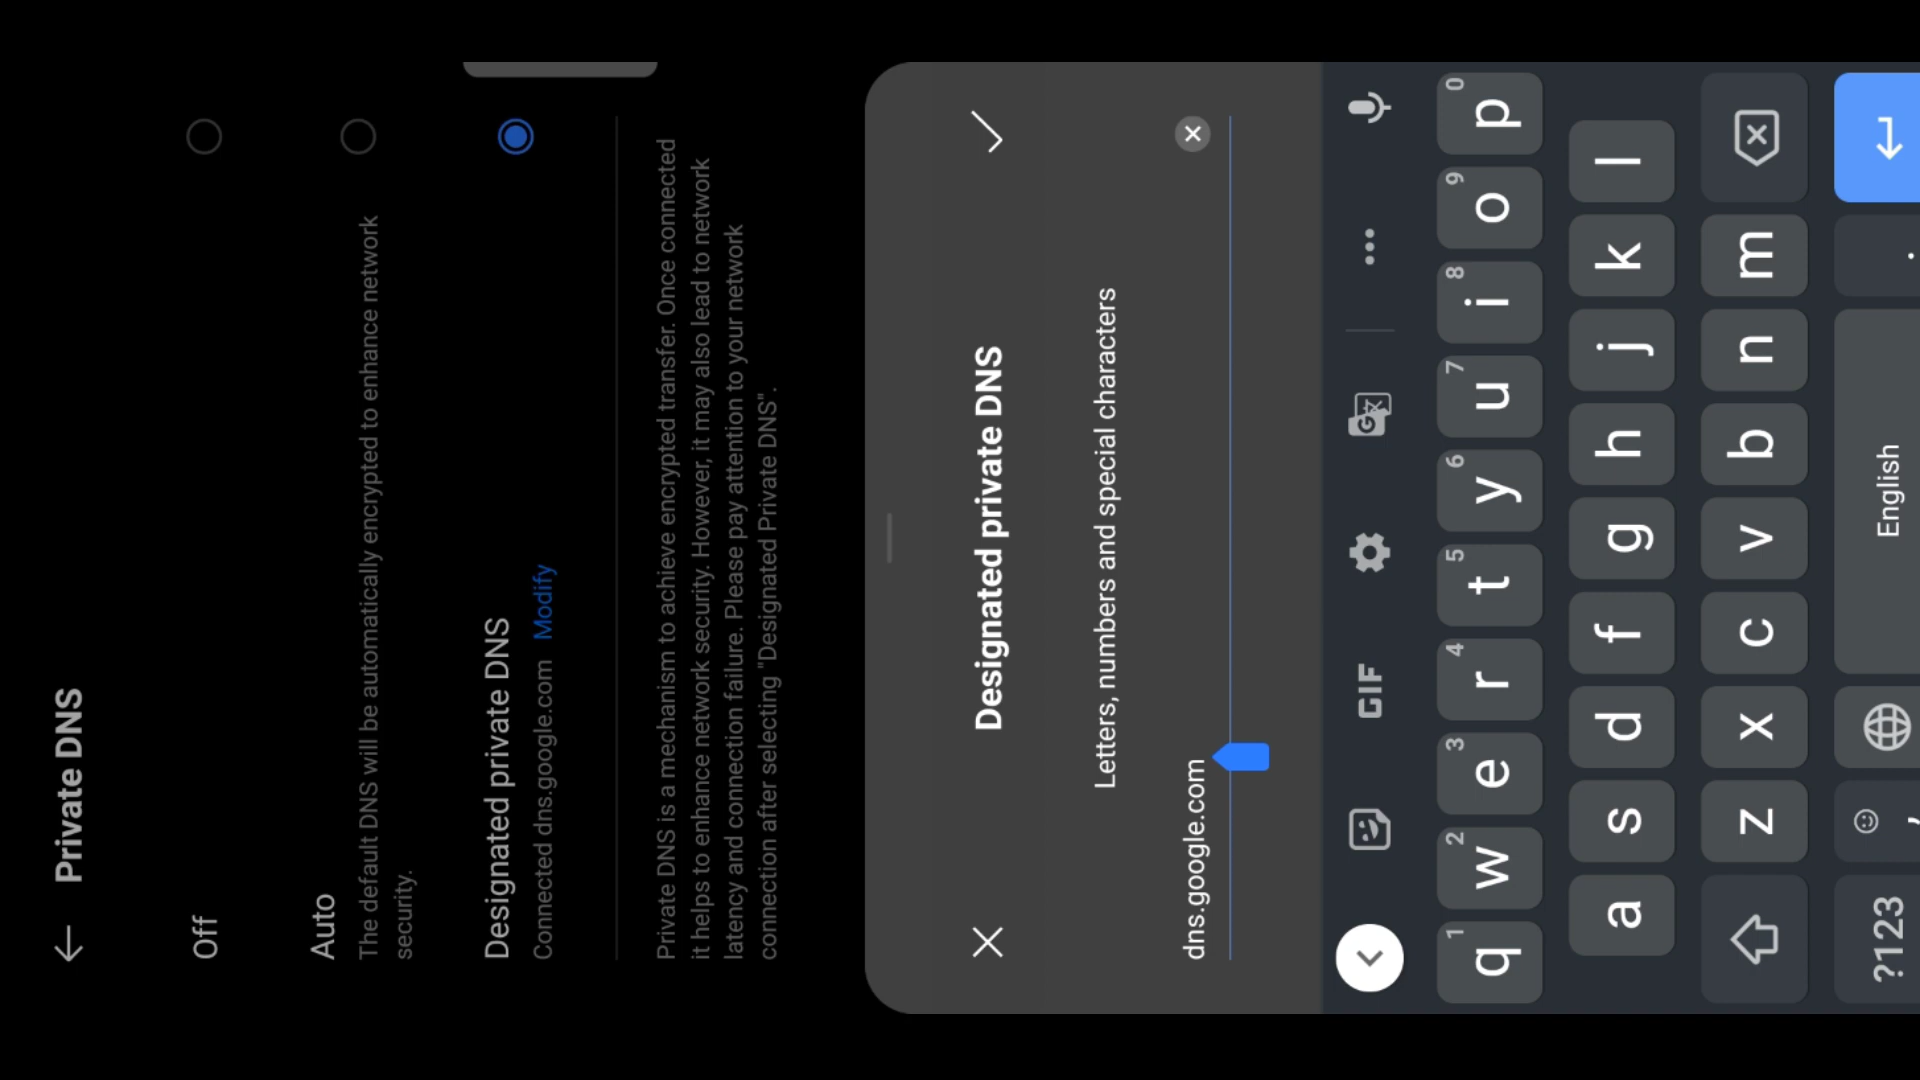 Private DNS
Off
Auto
The default DNS will be automatically encrypted to enhance network
security.
Designated private DNS
Connected dns.google.com Modify
Private DNS is a mechanism to achieve encrypted transfer. Once connected
it helps to enhance network security. However, it may also lead to network
latency and connection failure. Please pay attention to your network
connection after selecting "Designated Private DNS".
Designated private DNS
Letters, numbers and special characters
dns.google.com
GIF
q 1 w 2 e 3 r 4 t 5 y 6 u 7 i 8 o 9 p 0
a s d f g h j k l
z x c v b n m
?123 , English .